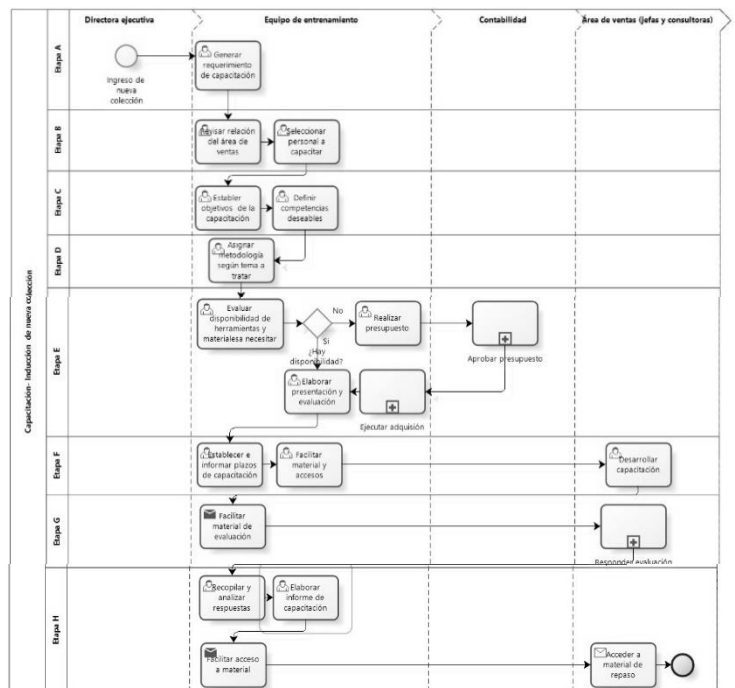 Directora ejecutiva
Equipo de entrenamiento
Contabilidad
Área de ventas (jefas y consultoras)
Capacitación- Inducción de nueva colección
Etapa A
Ingreso de
nueva
colección
Generar
requerimiento
de capacitación
Etapa B
Revisar relación
del área de
ventas
Seleccionar
personal a
capacitar
Etapa C
Establer
objetivos de la
capacitación
Definir
competencias
deseables
Etapa D
Asignar
metodología
según tema a
tratar
Etapa E
Evaluar
disponibilidad de
herramientas y
materialesa necesitar
No
Si
¿Hay
disponibilidad?
Realizar
presupuesto
Aprobar presupuesto
Elaborar
presentación y
evaluación
Ejecutar adquisión
Etapa F
Establecer e
informar plazos
de capacitación
Facilitar
material y
accesos
Desarrollar
capacitación
Etapa G
Facilitar
material de
evaluación
Responder evaluación
Etapa H
Recopilar y
analizar
respuestas
Elaborar
informe de
capacitación
Facilitar acceso
a material
Acceder a
material de
repaso